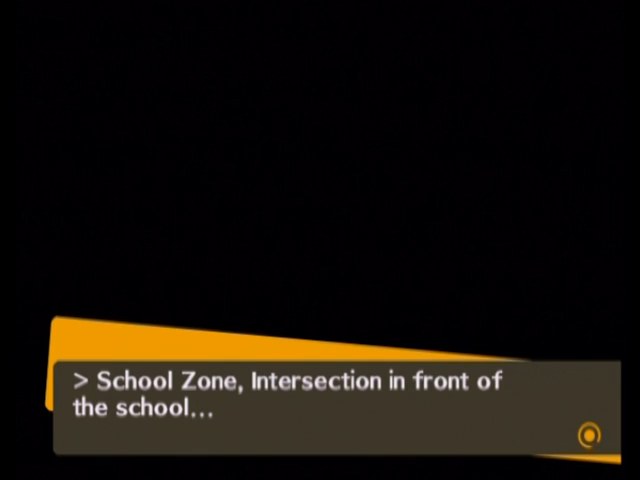 > School Zone, Intersection in front of
the school...